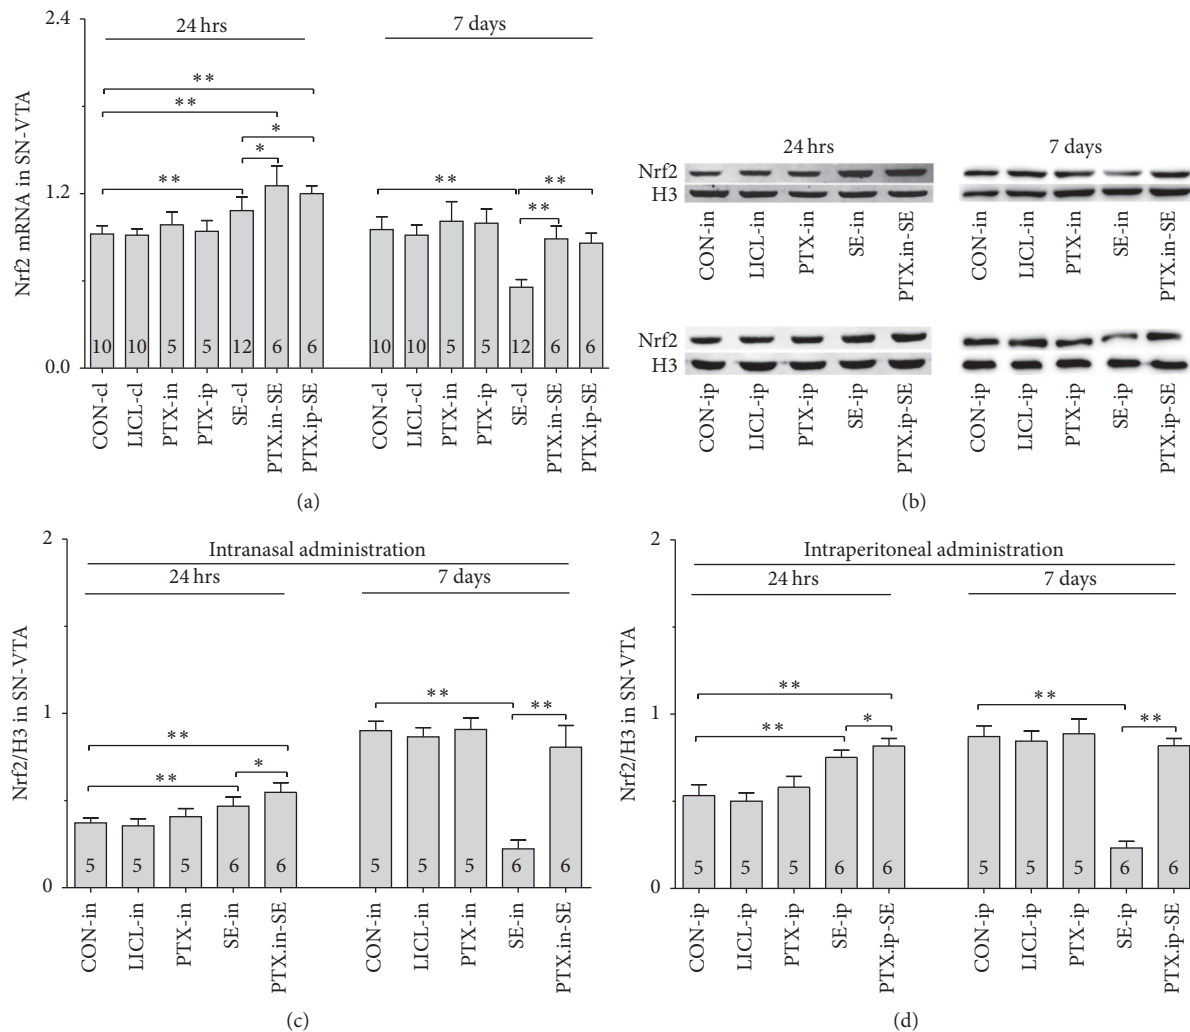 2.4
24 hrs
7 days
**
**
*
*
**
**
**
**
1.2
0.0
Nrf2 mRNA in SN-VTA
10
10
5
5
12
6
6
10
10
5
5
12
6
6
CON-cl
LICL-cl
PTX-in
PTX-ip
SE-cl
PTX.in-SE
PTX.ip-SE
CON-cl
LICL-cl
PTX-in
PTX-ip
SE-cl
PTX.in-SE
PTX.ip-SE
(a)
24 hrs
7 days
Nrf2
H3
CON-in
LICL-in
PTX-in
SE-in
PTX.in-SE
CON-in
LICL-in
PTX-in
SE-in
PTX.in-SE
Nrf2
H3
CON-ip
LICL-ip
PTX-ip
SE-ip
PTX.ip-SE
CON-ip
LICL-ip
PTX-ip
SE-ip
PTX.ip-SE
(b)
2
Intranasal administration
24 hrs
7 days
**
**
1
**
**
*
0
Nrf2/H3 in SN-VTA
5
5
5
6
6
5
5
5
6
6
CON-in
LICL-in
PTX-in
SE-in
PTX.in-SE
CON-in
LICL-in
PTX-in
SE-in
PTX.in-SE
(c)
2
Intraperitoneal administration
24 hrs
7 days
**
**
**
*
**
1
0
Nrf2/H3 in SN-VTA
5
5
5
6
6
5
5
5
6
6
CON-ip
LICL-ip
PTX-ip
SE-ip
PTX.ip-SE
CON-ip
LICL-ip
PTX-ip
SE-ip
PTX.ip-SE
(d)